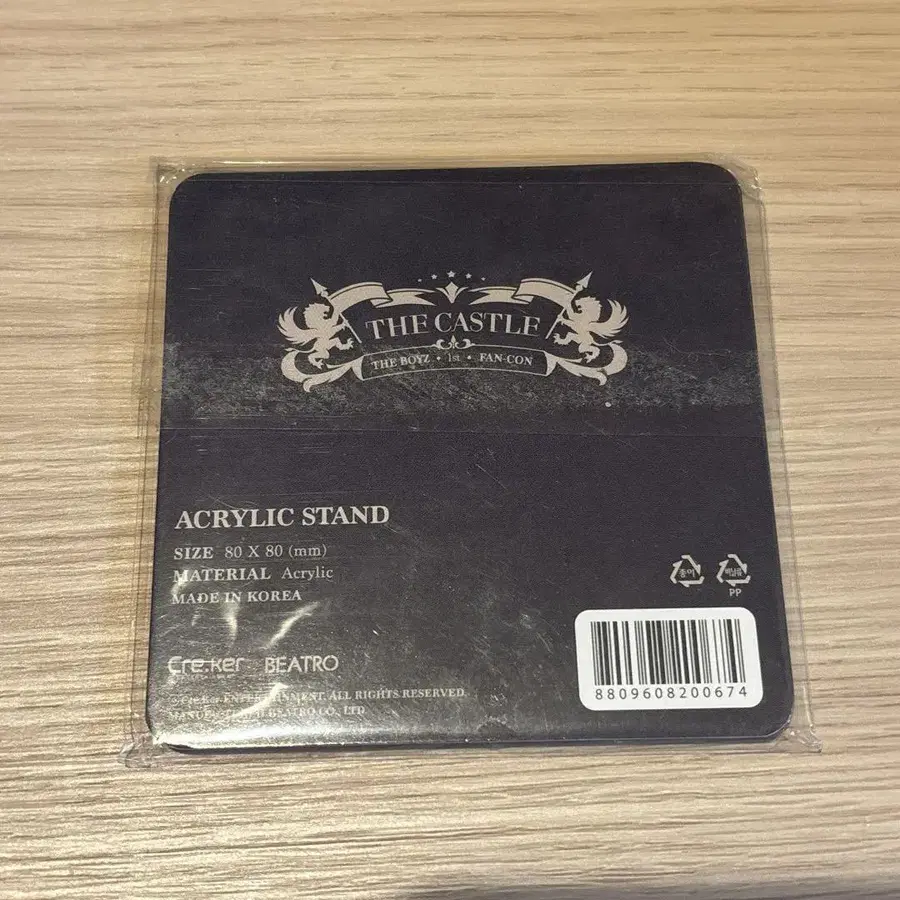 THE CASTLE
THE BOYZ • 1st • FAN-CON
ACRYLIC STAND
SIZE 80 X 80 (mm)
MATERIAL Acrylic
MADE IN KOREA
종이
비닐류
PP
Cre.ker BEATRO
ENTERTAINMENT. ALL RIGHTS RESERVED.
BEATRO CO., LTD
8809608200674